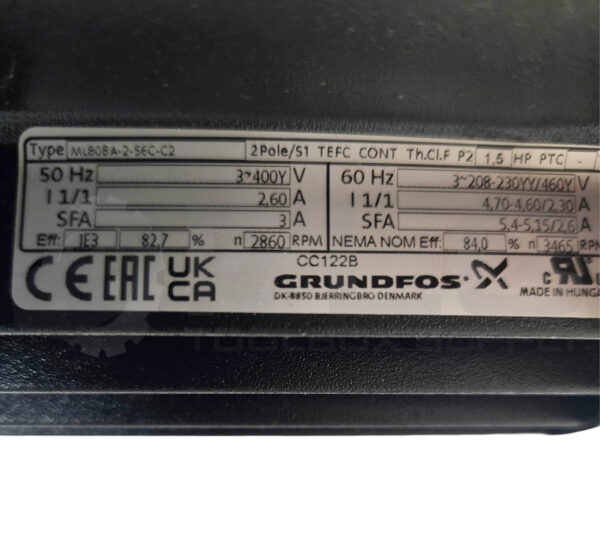 Type ML80BA-2-56C-C2 2Pole/S1 TEFC CONT Th.Cl.F P2 1,5 HP PTC -
50 Hz 3~400Y V 60 Hz 3~208-230YY/460Y V
I 1/1 2,60 A I 1/1 4,70-4,60/2,30 A
SFA 3 A SFA 5,4-5,15/2,6 A
Eff: IE3 82,7 % n 2860 RPM NEMA NOM Eff: 84,0 % n 3465 RPM
CC122B
CE EAC UK CA GRUNDFOS
DK-8850 BJERRINGBRO DENMARK
MADE IN HUNGA